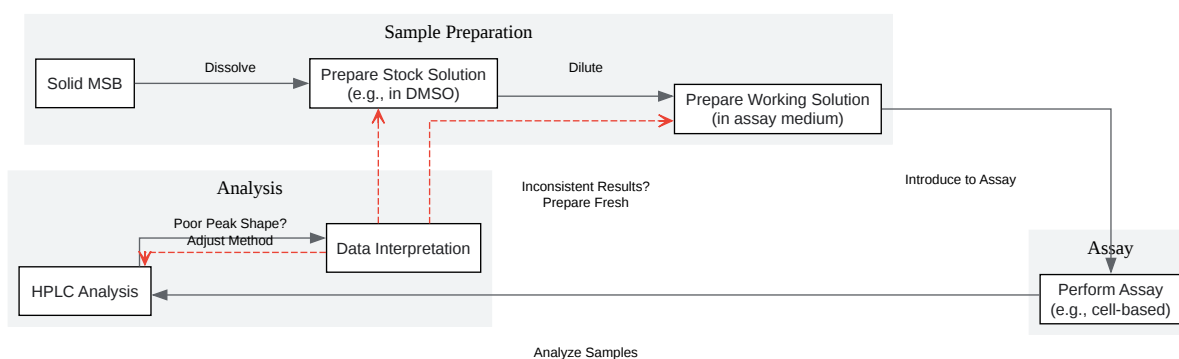 Sample Preparation
Solid MSB
Dissolve
Prepare Stock Solution
(e.g., in DMSO)
Dilute
Prepare Working Solution
(in assay medium)
Introduce to Assay
Inconsistent Results?
Prepare Fresh
Analysis
Poor Peak Shape?
Adjust Method
Data Interpretation
HPLC Analysis
Assay
Perform Assay
(e.g., cell-based)
Analyze Samples